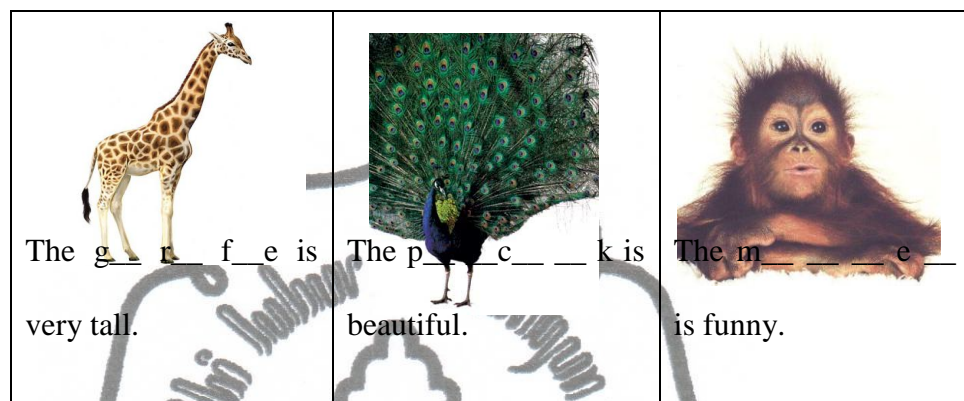 The g__ r__ f__e is
very tall.
The p__ __c__ __ k is
beautiful.
The m__ __ __ e __
is funny.